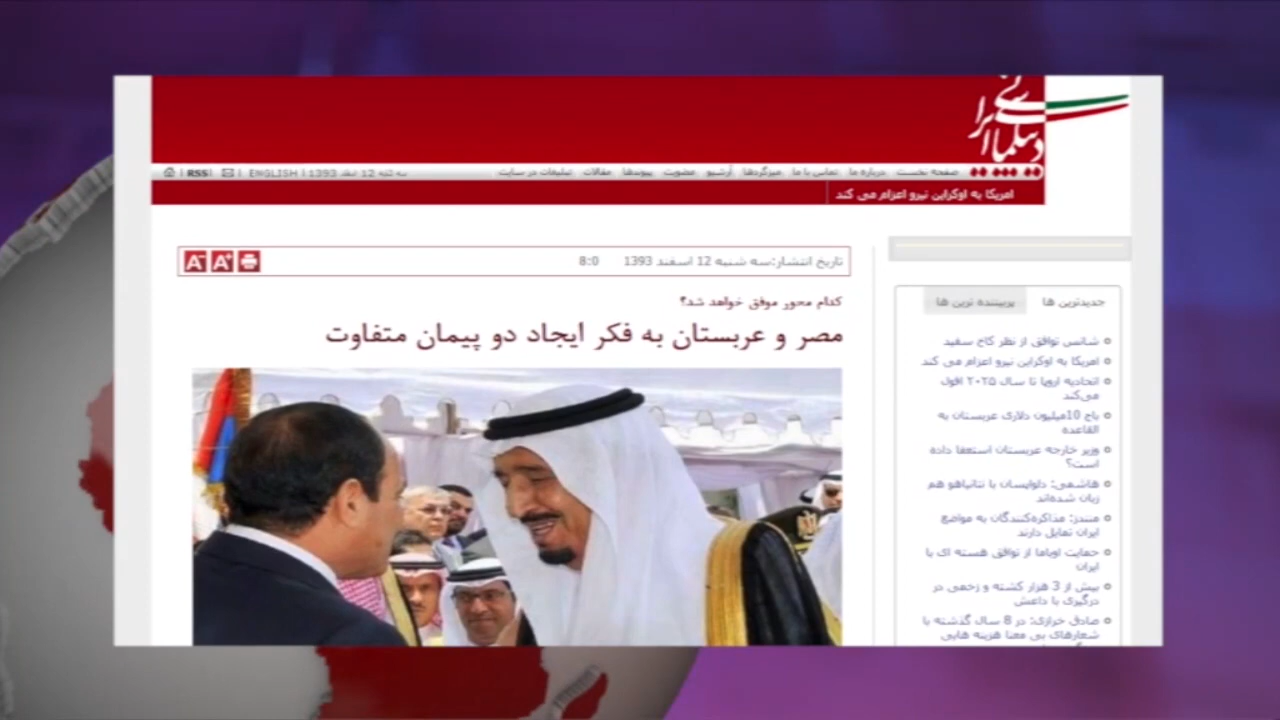 دیپلماسی ایرانی
صفحه نخست درباره ما تماس با ما میزگردها آرشیو عضویت پیوندها مقالات تبلیغات در سایت
سه شنبه 12 اسفند 1393 | ENGLISH | RSS |
امریکا به اوکراین نیرو اعزام می کند
تاریخ انتشار:سه شنبه 12 اسفند 1393 8:0
A- A+
کدام محور موفق خواهد شد؟
مصر و عربستان به فکر ایجاد دو پیمان متفاوت
جدیدترین ها پربیننده ترین ها
شانس توافق از نظر کاخ سفید
امریکا به اوکراین نیرو اعزام می کند
اتحادیه اروپا تا سال ۲۰۲۵ افول
می‌کند
باج 10میلیون دلاری عربستان به
القاعده
وزیر خارجه عربستان استعفا داده
است؟
هاشمی: دلواپسان با نتانیاهو هم
زبان شده‌اند
منندز: مذاکره‌کنندگان به مواضع
ایران تمایل دارند
حمایت اوباما از توافق هسته ای با
ایران
بیش از 3 هزار کشته و زخمی در
درگیری با داعش
صادق خرازی: در 8 سال گذشته با
شعارهای بی معنا هزینه هایی